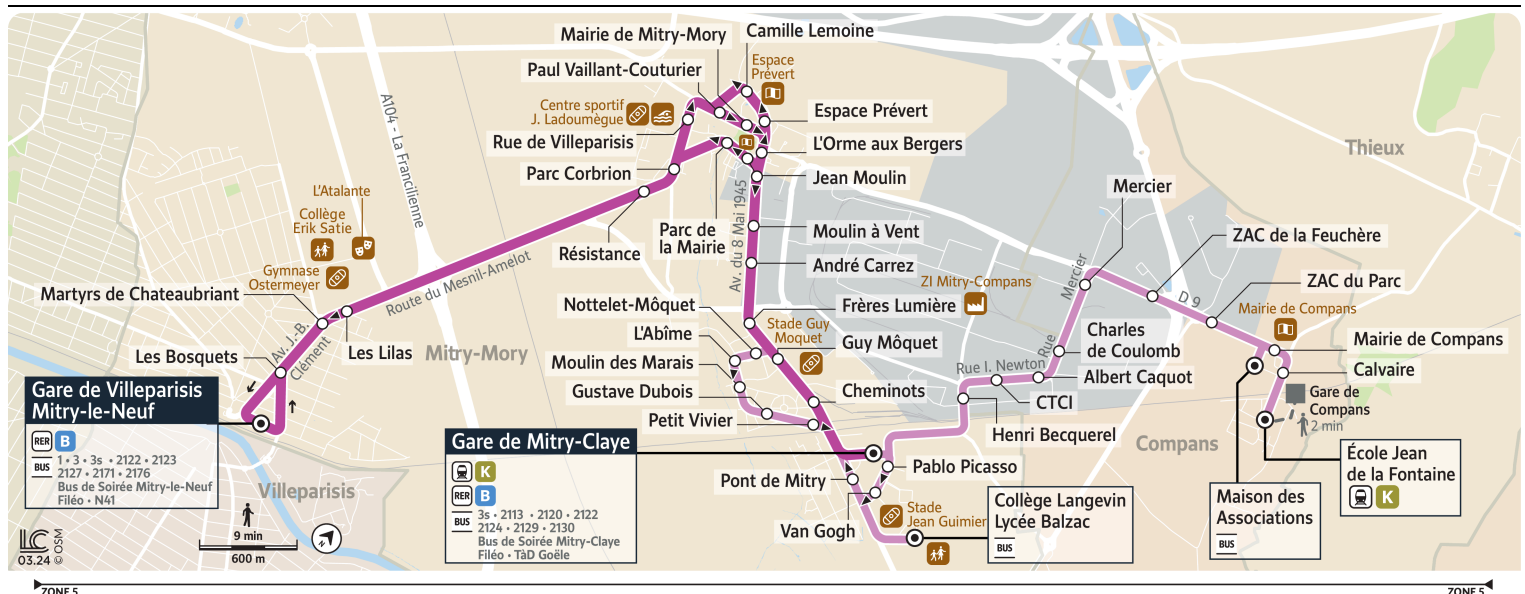 Mairie de Mitry-Mory
Camille Lemoine
Paul Vaillant-Couturier
Espace
Prévert
Centre sportif
J. Ladoumègue
Espace Prévert
Rue de Villeparisis
L'Orme aux Bergers
Parc Corbrion
Jean Moulin
A104 - La Francilienne
Thieux
Mercier
L'Atalante
Collège
Erik Satie
Gymnase
Ostermeyer
Résistance
Parc de
la Mairie
Av. du 8 Mai 1945
Moulin à Vent
André Carrez
ZAC de la Feuchère
ZI Mitry-Compans
Mercier
Rue
D 9
ZAC du Parc
Martyrs de Chateaubriant
Route du Mesnil-Amelot
Nottelet-Môquet
Frères Lumière
Mairie de Compans
L'Abîme
Stade Guy
Moquet
Guy Môquet
Charles
de Coulomb
Mairie de Compans
Av. J.-B.
Clément
Les Lilas
Mitry-Mory
Les Bosquets
Moulin des Marais
Rue I. Newton
Albert Caquot
Calvaire
Gustave Dubois
Cheminots
CTCI
Gare de
Compans
2 min
Petit Vivier
Henri Becquerel
Compans
Gare de Villeparisis
Mitry-le-Neuf
RER B
BUS
1 • 3 • 3s • 2122 • 2123
2127 • 2171 • 2176
Bus de Soirée Mitry-le-Neuf
Filéo • N41
Villeparisis
Gare de Mitry-Claye
K
RER B
BUS
3s • 2113 • 2120 • 2122
2124 • 2129 • 2130
Bus de Soirée Mitry-Claye
Filéo • TàD Goële
Pont de Mitry
Pablo Picasso
Van Gogh
Stade
Jean Guimier
Collège Langevin
Lycée Balzac
BUS
Maison des
Associations
BUS
École Jean
de la Fontaine
K
9 min
600 m
N
LC
03.24
© OSM
ZONE 5
ZONE 5